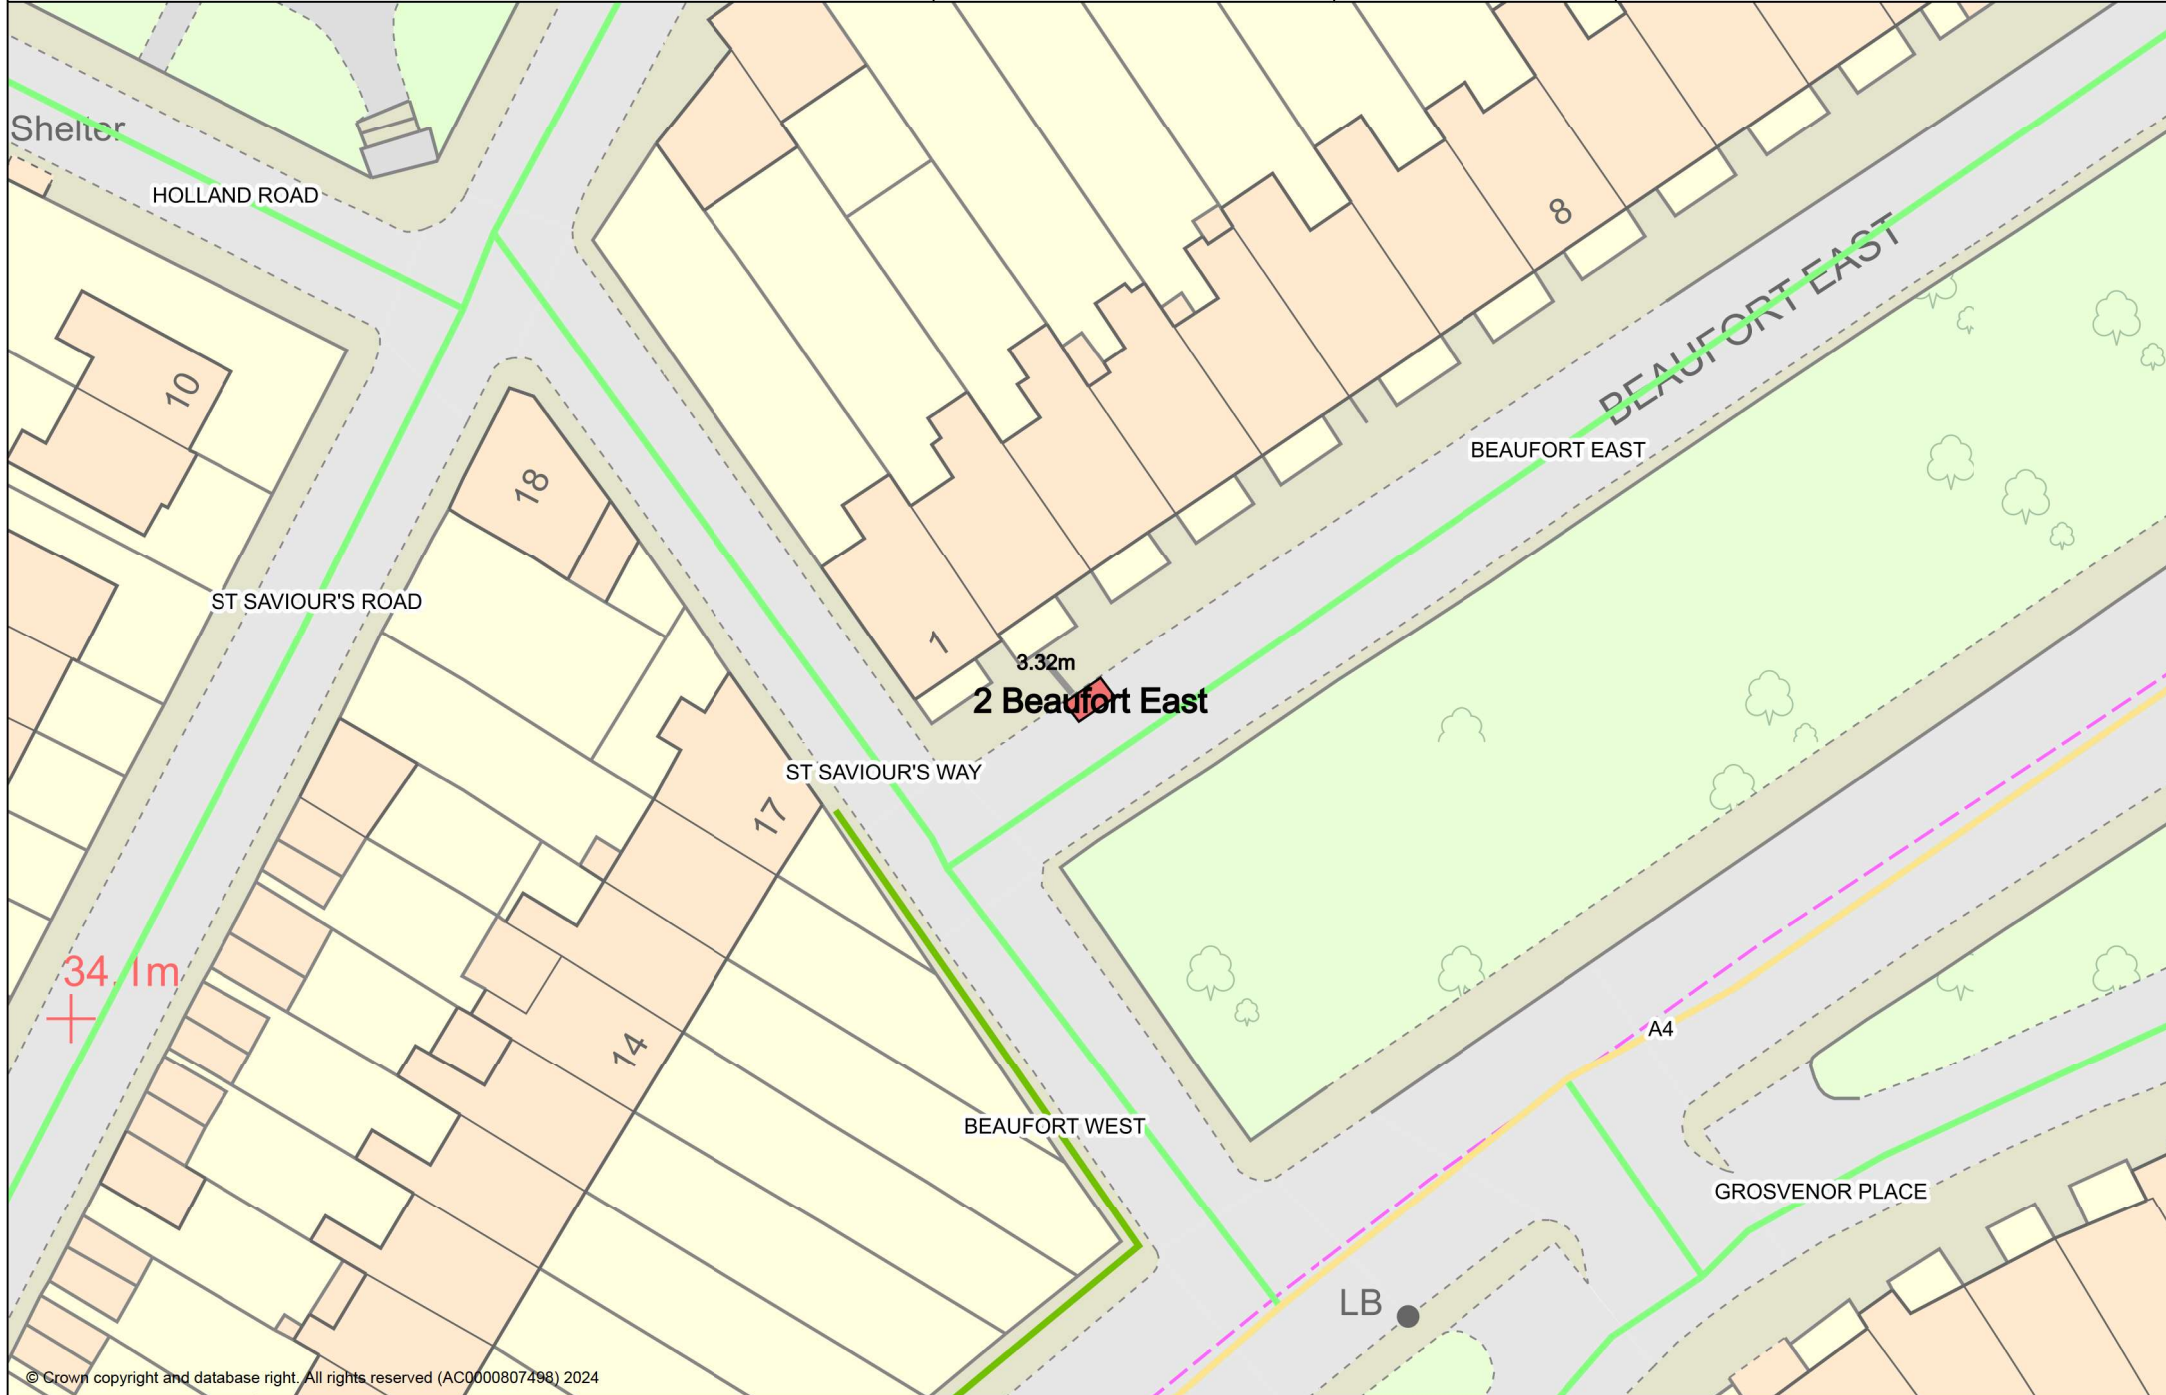 Shelter
HOLLAND ROAD
8
BEAUFORT EAST
10
BEAUFORT EAST
18
ST SAVIOUR'S ROAD
1
3.32m
2 Beaufort East
ST SAVIOUR'S WAY
17
34.1m
A4
14
BEAUFORT WEST
GROSVENOR PLACE
LB
© Crown copyright and database right. All rights reserved (AC0000807498) 2024